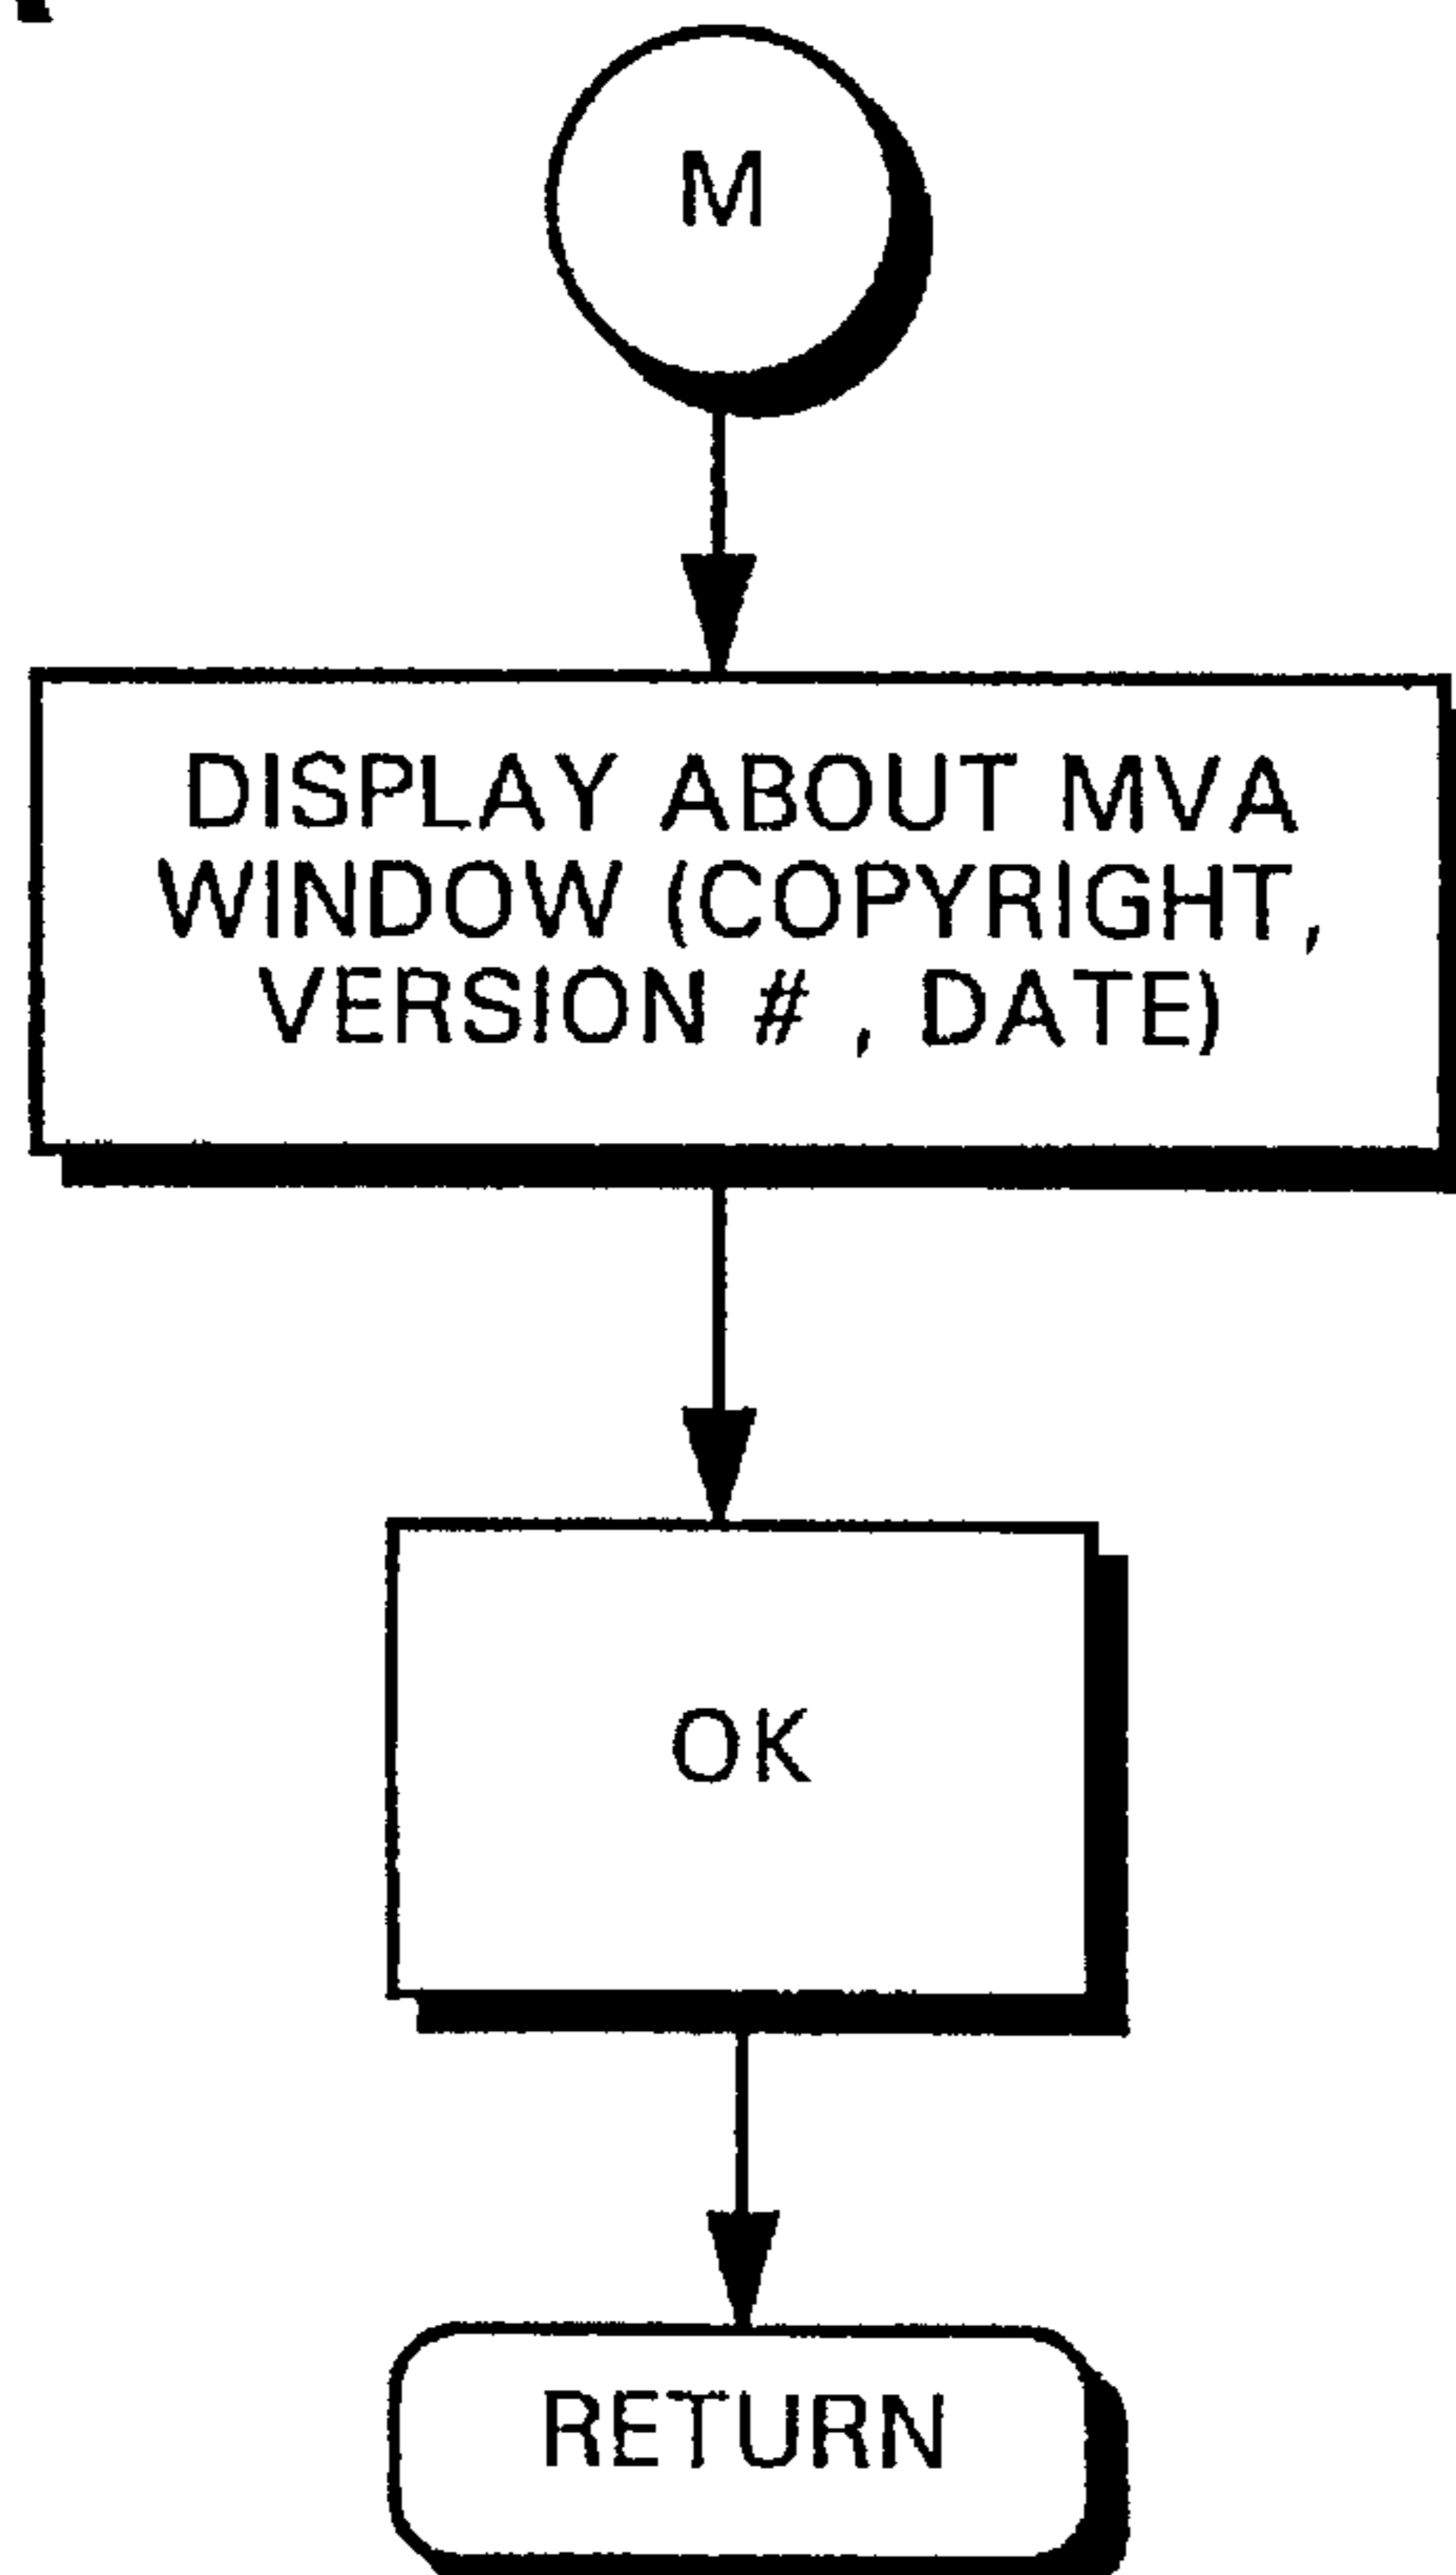 M
DISPLAY ABOUT MVA
WINDOW (COPYRIGHT,
VERSION # , DATE)
OK
RETURN